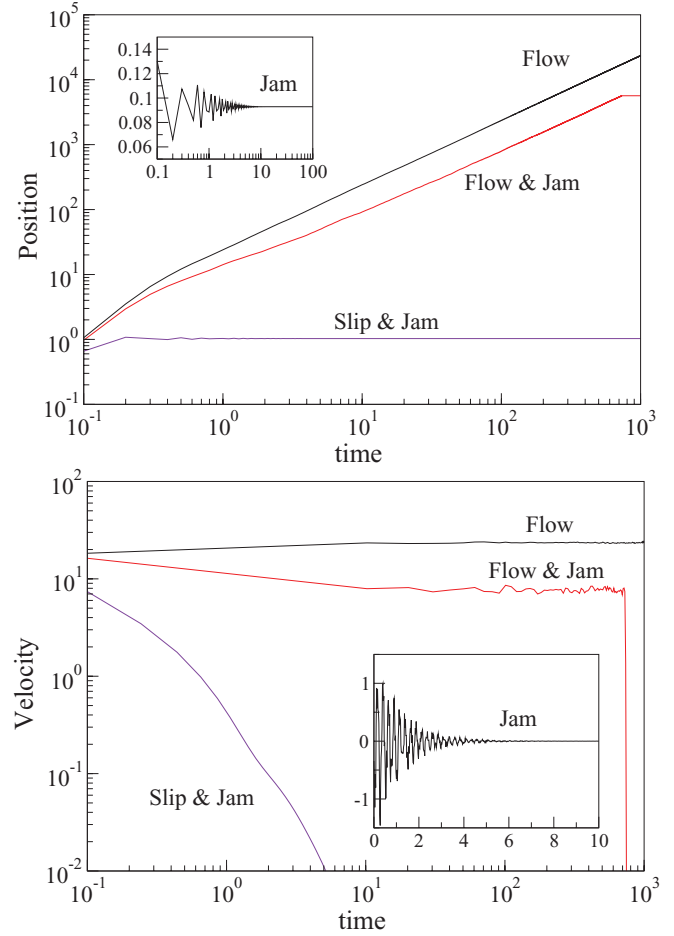 10^5
0.14
0.12
0.10
0.08
0.06
Jam
0.1 1 10 100
Flow
10^4
10^3
Flow & Jam
10^2
Position
10^1
Slip & Jam
10^0
10^-1
10^-1 10^0 10^1 10^2 10^3
time
10^2
Flow
Flow & Jam
10^1
Velocity
10^0
1
Jam
0
-1
0 2 4 6 8 10
10^-1
Slip & Jam
10^-2
10^-1 10^0 10^1 10^2 10^3
time